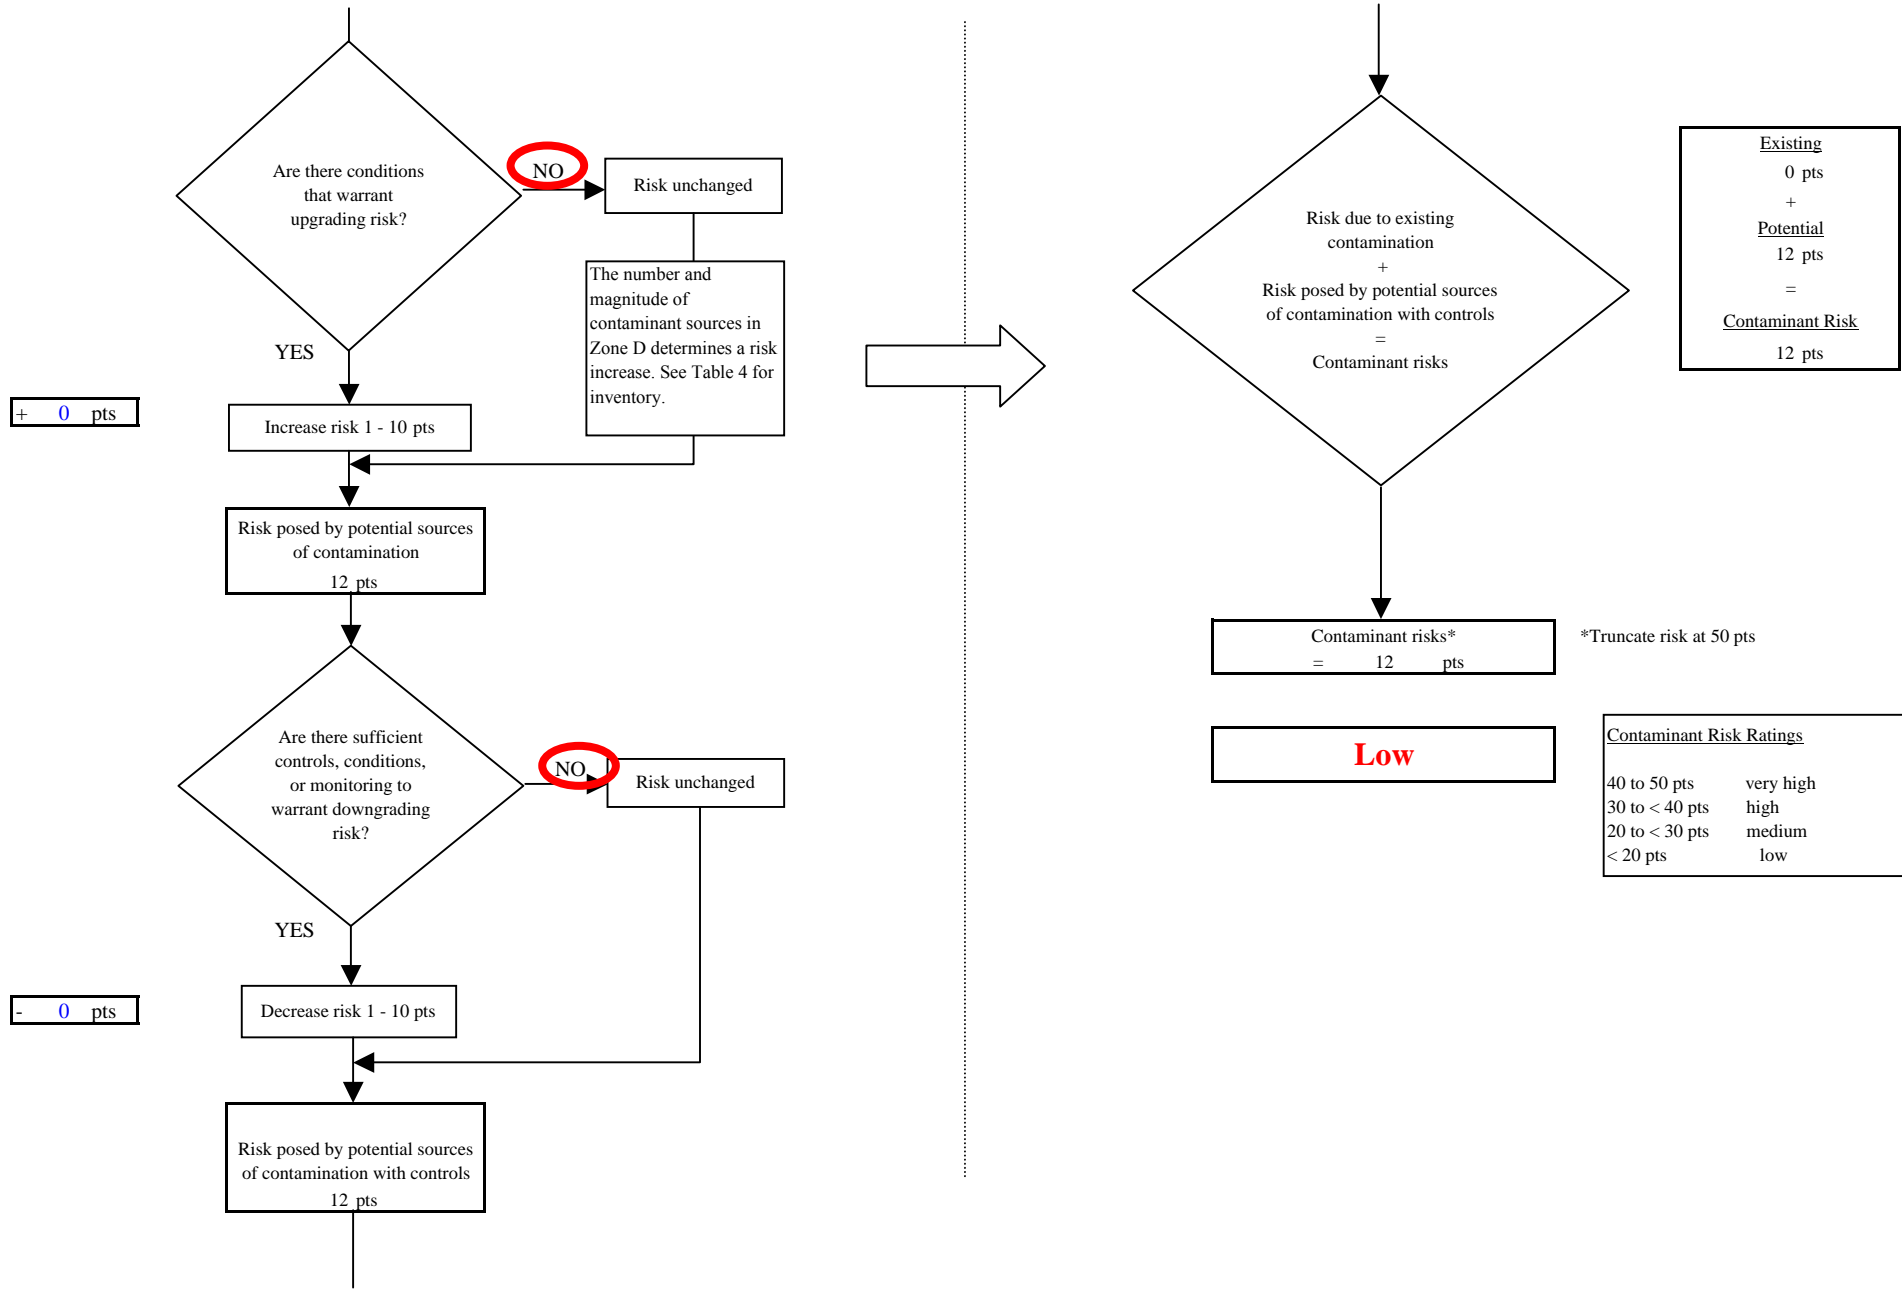 Are there conditions
that warrant
upgrading risk?
NO
Risk unchanged
The number and
magnitude of
contaminant sources in
Zone D determines a risk
increase. See Table 4 for
inventory.
YES
+ 0 pts
Increase risk 1 - 10 pts
Risk posed by potential sources
of contamination
12 pts
Are there sufficient
controls, conditions,
or monitoring to
warrant downgrading
risk?
NO
Risk unchanged
YES
- 0 pts
Decrease risk 1 - 10 pts
Risk posed by potential sources
of contamination with controls
12 pts
Risk due to existing
contamination
+
Risk posed by potential sources
of contamination with controls
=
Contaminant risks
Existing
0 pts
+
Potential
12 pts
=
Contaminant Risk
12 pts
Contaminant risks*
= 12 pts
*Truncate risk at 50 pts
Low
Contaminant Risk Ratings
40 to 50 pts very high
30 to < 40 pts high
20 to < 30 pts medium
< 20 pts low